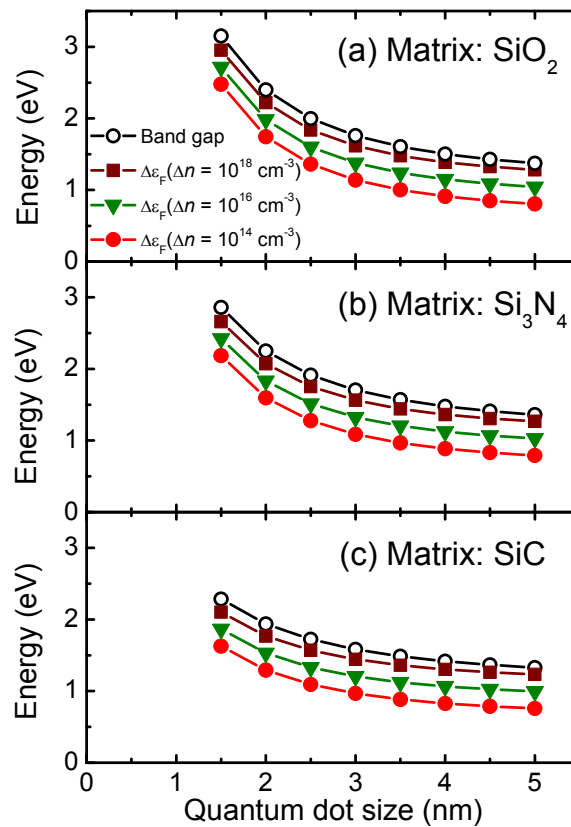 (a) Matrix: SiO₂
Energy (eV)
3
2
1
0
Band gap
Δε_F(Δn = 10¹⁸ cm⁻³)
Δε_F(Δn = 10¹⁶ cm⁻³)
Δε_F(Δn = 10¹⁴ cm⁻³)
(b) Matrix: Si₃N₄
Energy (eV)
3
2
1
0
(c) Matrix: SiC
Energy (eV)
3
2
1
0
0 1 2 3 4 5
Quantum dot size (nm)